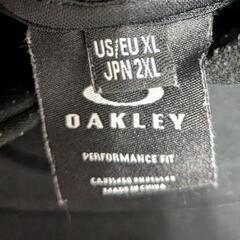 US/EU XL
JPN 2XL
OAKLEY
PERFORMANCE FIT
MADE IN CHINA